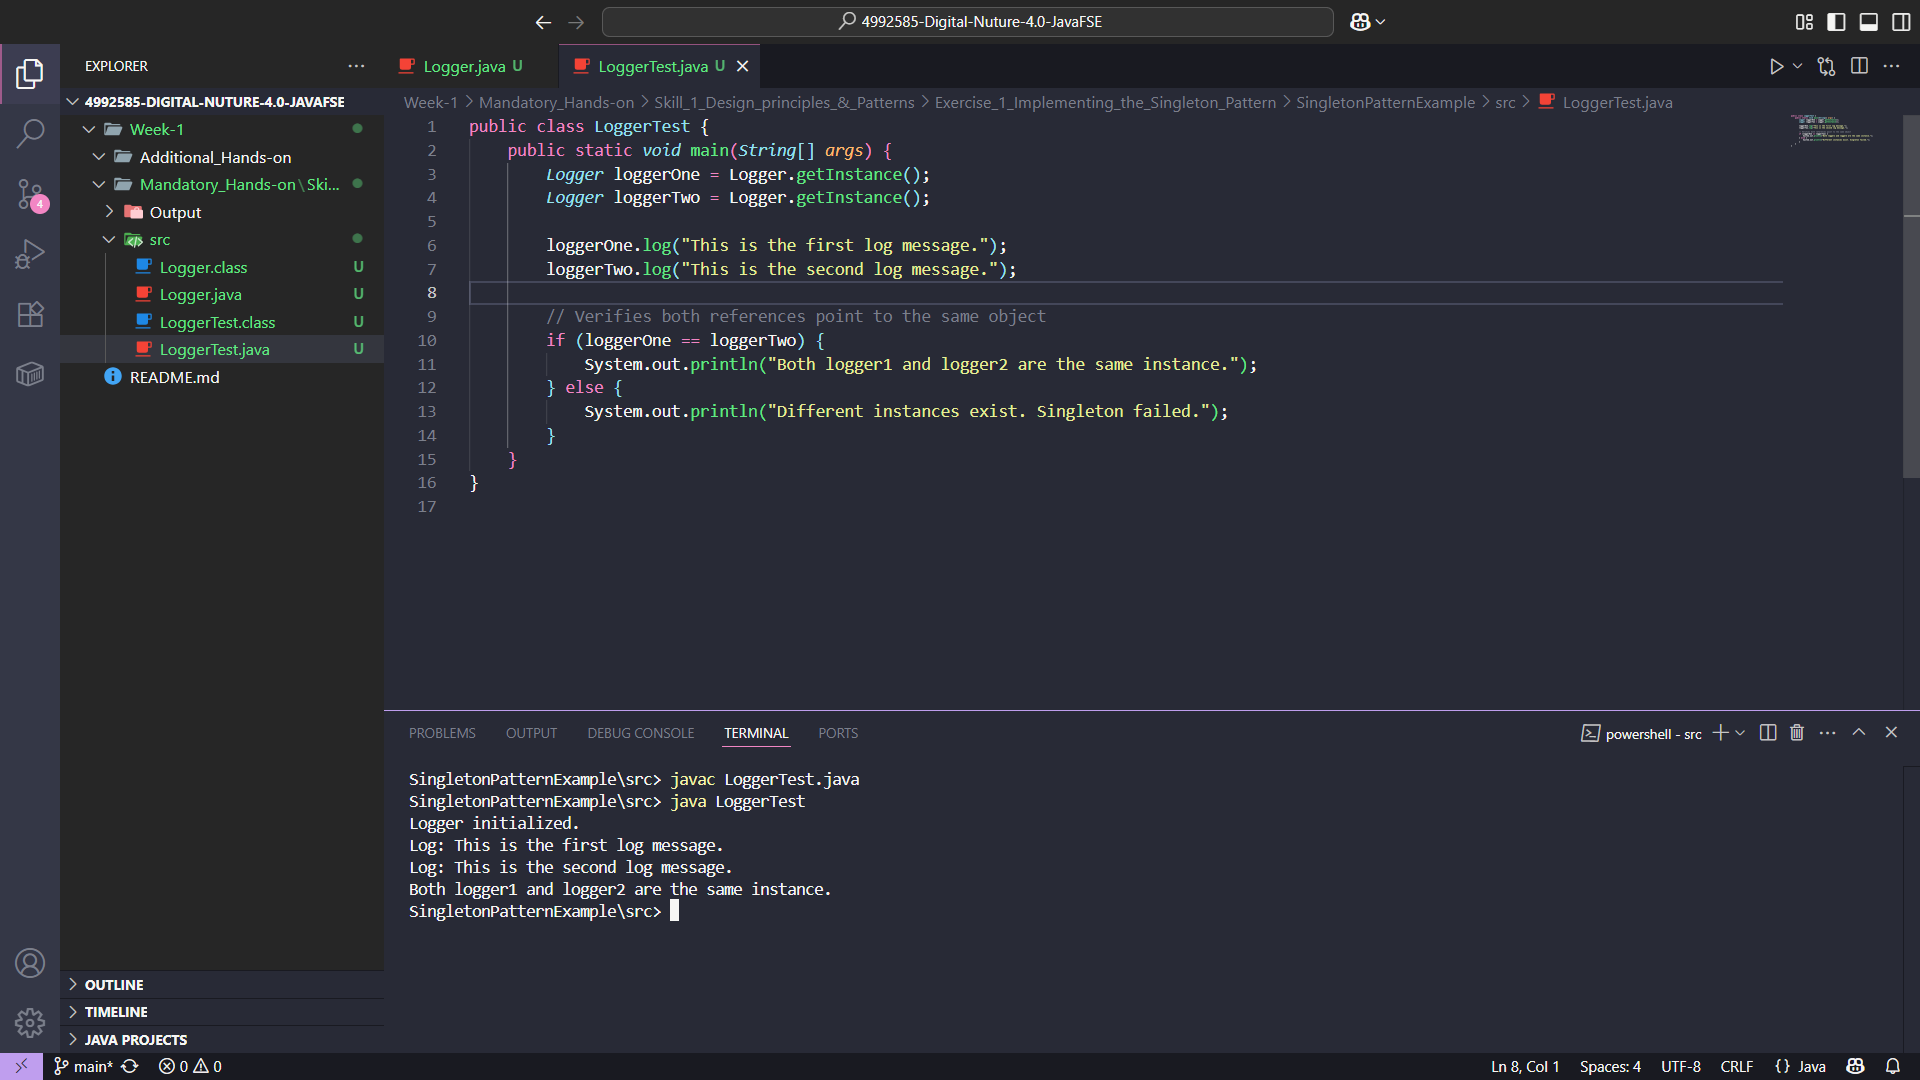 4992585-Digital-Nuture-4.0-JavaFSE
EXPLORER
4992585-DIGITAL-NUTURE-4.0-JAVAFSE
Week-1
Additional_Hands-on
Mandatory_Hands-on\Ski...
Output
src
Logger.class U
Logger.java U
LoggerTest.class U
LoggerTest.java U
README.md
OUTLINE
TIMELINE
JAVA PROJECTS
4
Logger.java U
LoggerTest.java U
Week-1 > Mandatory_Hands-on > Skill_1_Design_principles_&_Patterns > Exercise_1_Implementing_the_Singleton_Pattern > SingletonPatternExample > src > LoggerTest.java
1 public class LoggerTest {
2 public static void main(String[] args) {
3 Logger loggerOne = Logger.getInstance();
4 Logger loggerTwo = Logger.getInstance();
5
6 loggerOne.log("This is the first log message.");
7 loggerTwo.log("This is the second log message.");
8
9 // Verifies both references point to the same object
10 if (loggerOne == loggerTwo) {
11 System.out.println("Both logger1 and logger2 are the same instance.");
12 } else {
13 System.out.println("Different instances exist. Singleton failed.");
14 }
15 }
16 }
17
PROBLEMS OUTPUT DEBUG CONSOLE TERMINAL PORTS
powershell - src
SingletonPatternExample\src> javac LoggerTest.java
SingletonPatternExample\src> java LoggerTest
Logger initialized.
Log: This is the first log message.
Log: This is the second log message.
Both logger1 and logger2 are the same instance.
SingletonPatternExample\src>
main* 0 0
Ln 8, Col 1 Spaces: 4 UTF-8 CRLF {} Java